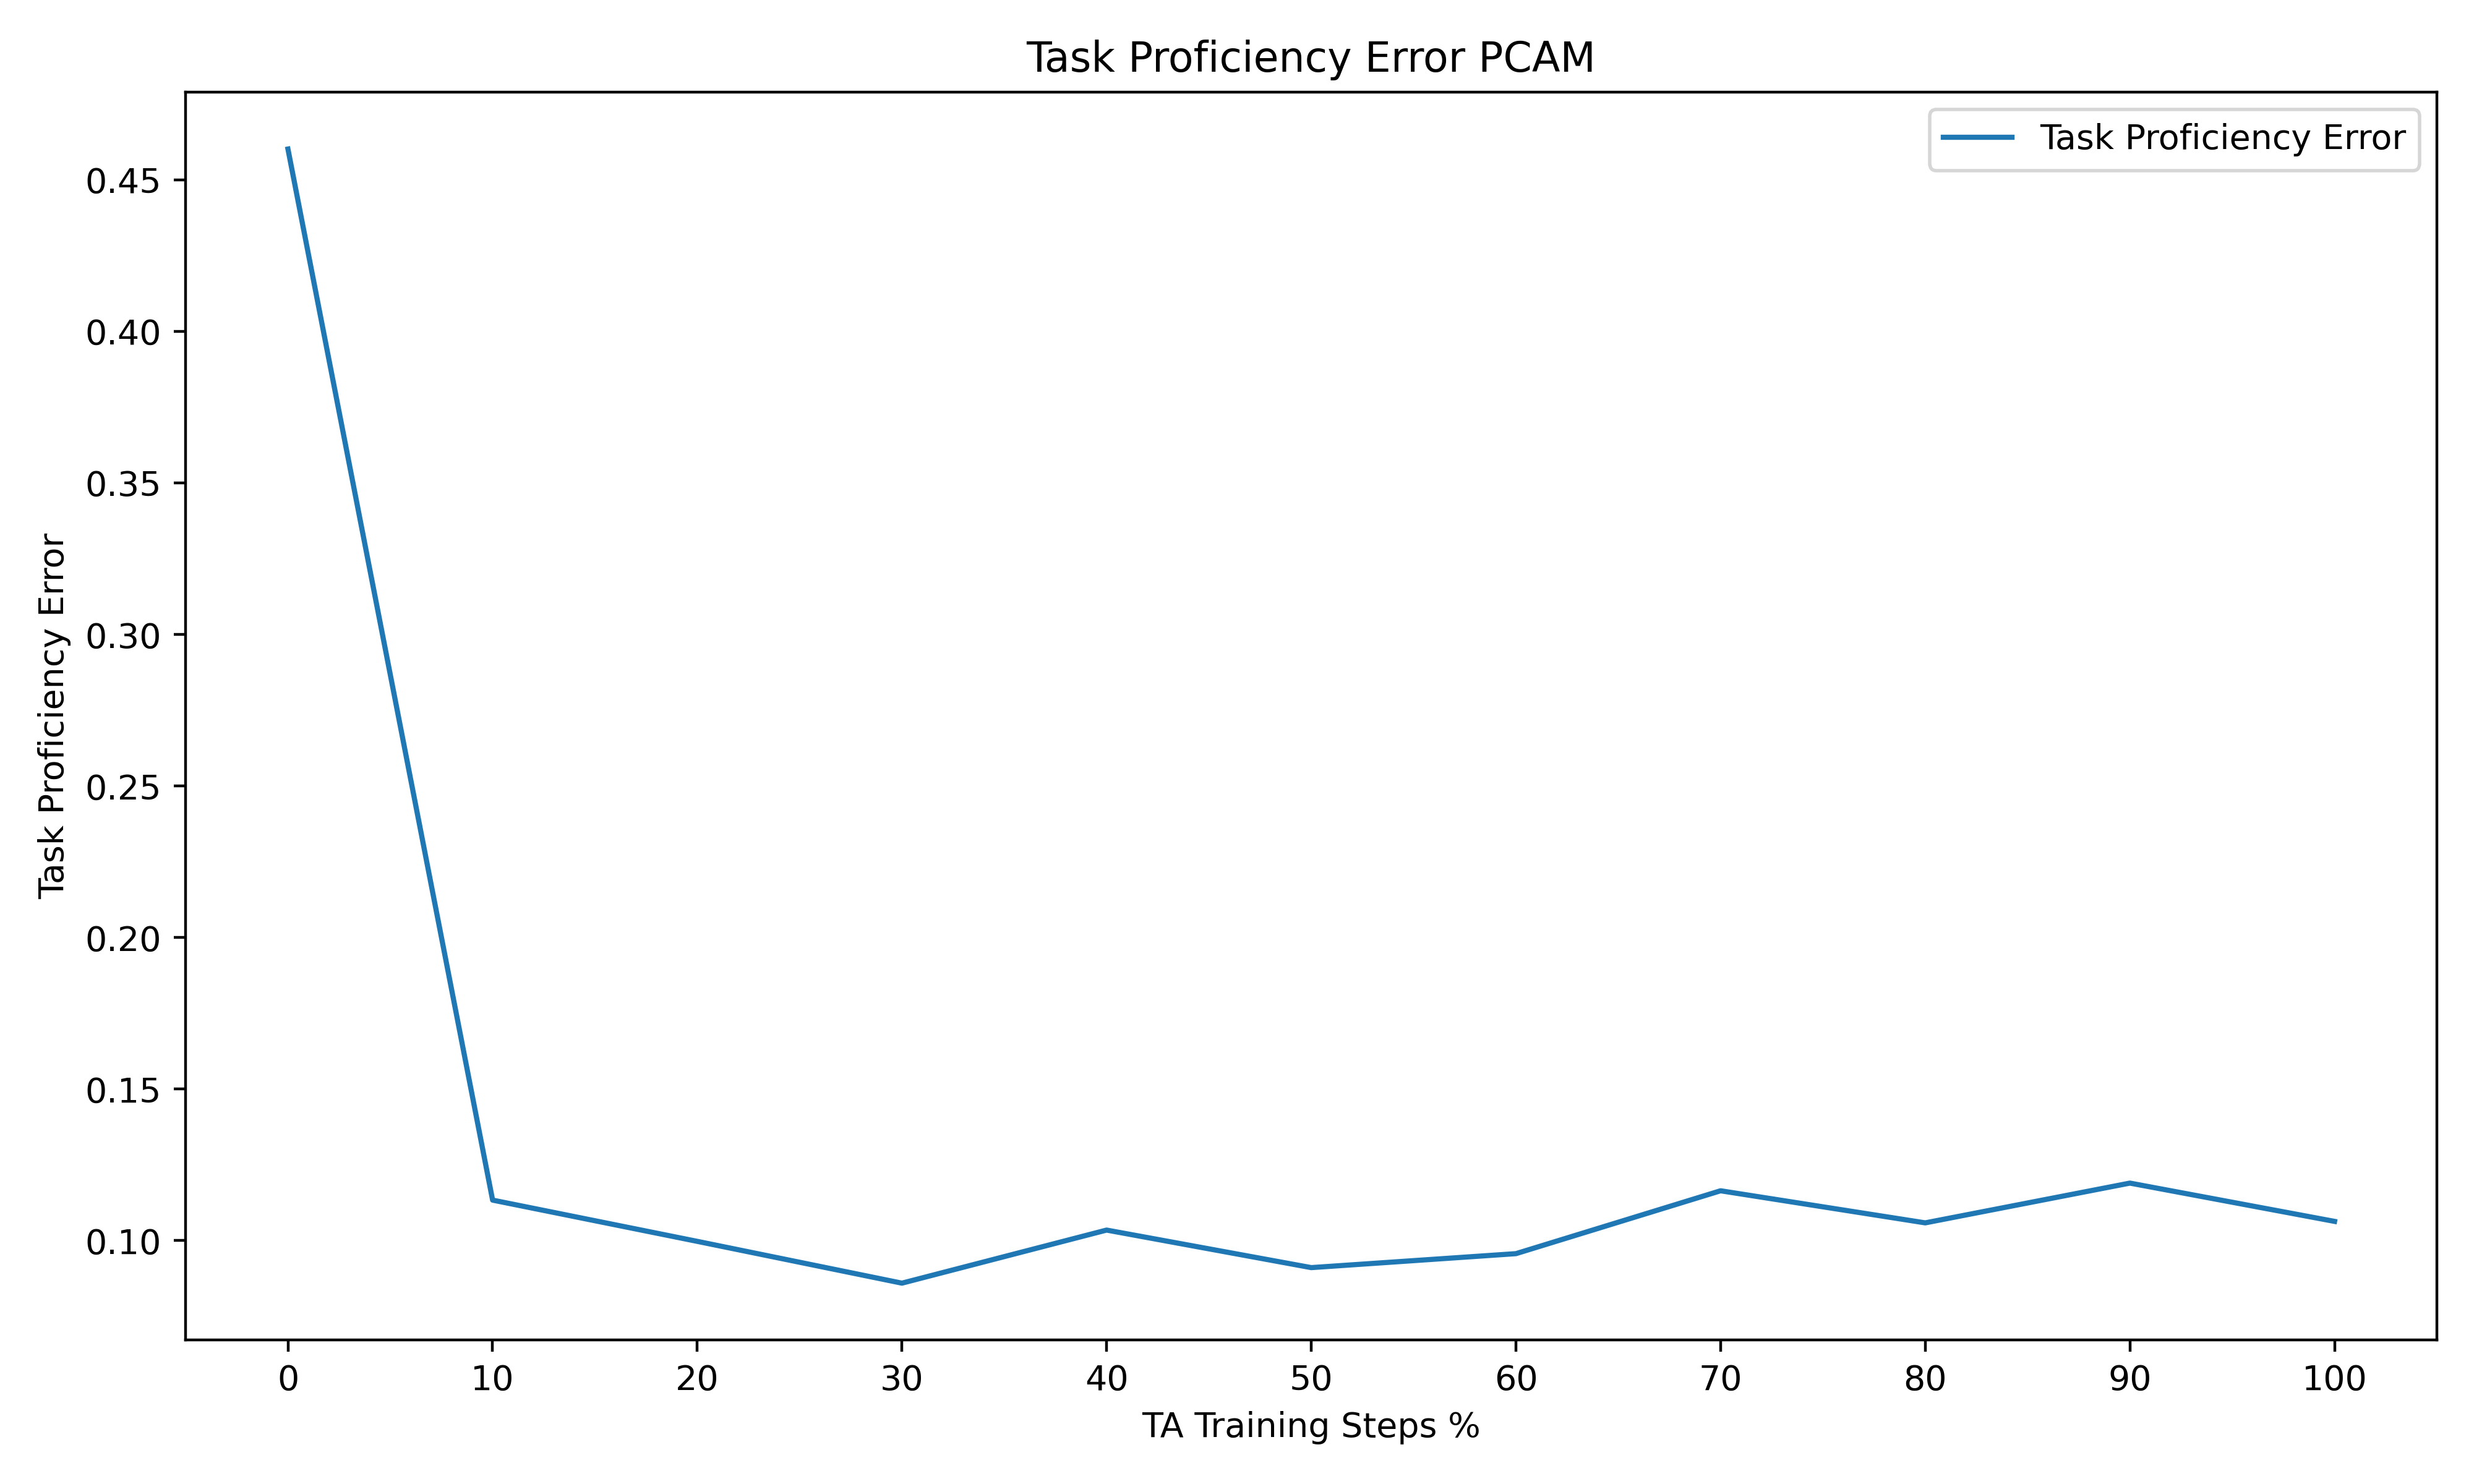 Task Proficiency Error PCAM
Task Proficiency Error
0.45
0.40
0.35
0.30
0.25
0.20
0.15
0.10
Task Proficiency Error
0 10 20 30 40 50 60 70 80 90 100
TA Training Steps %